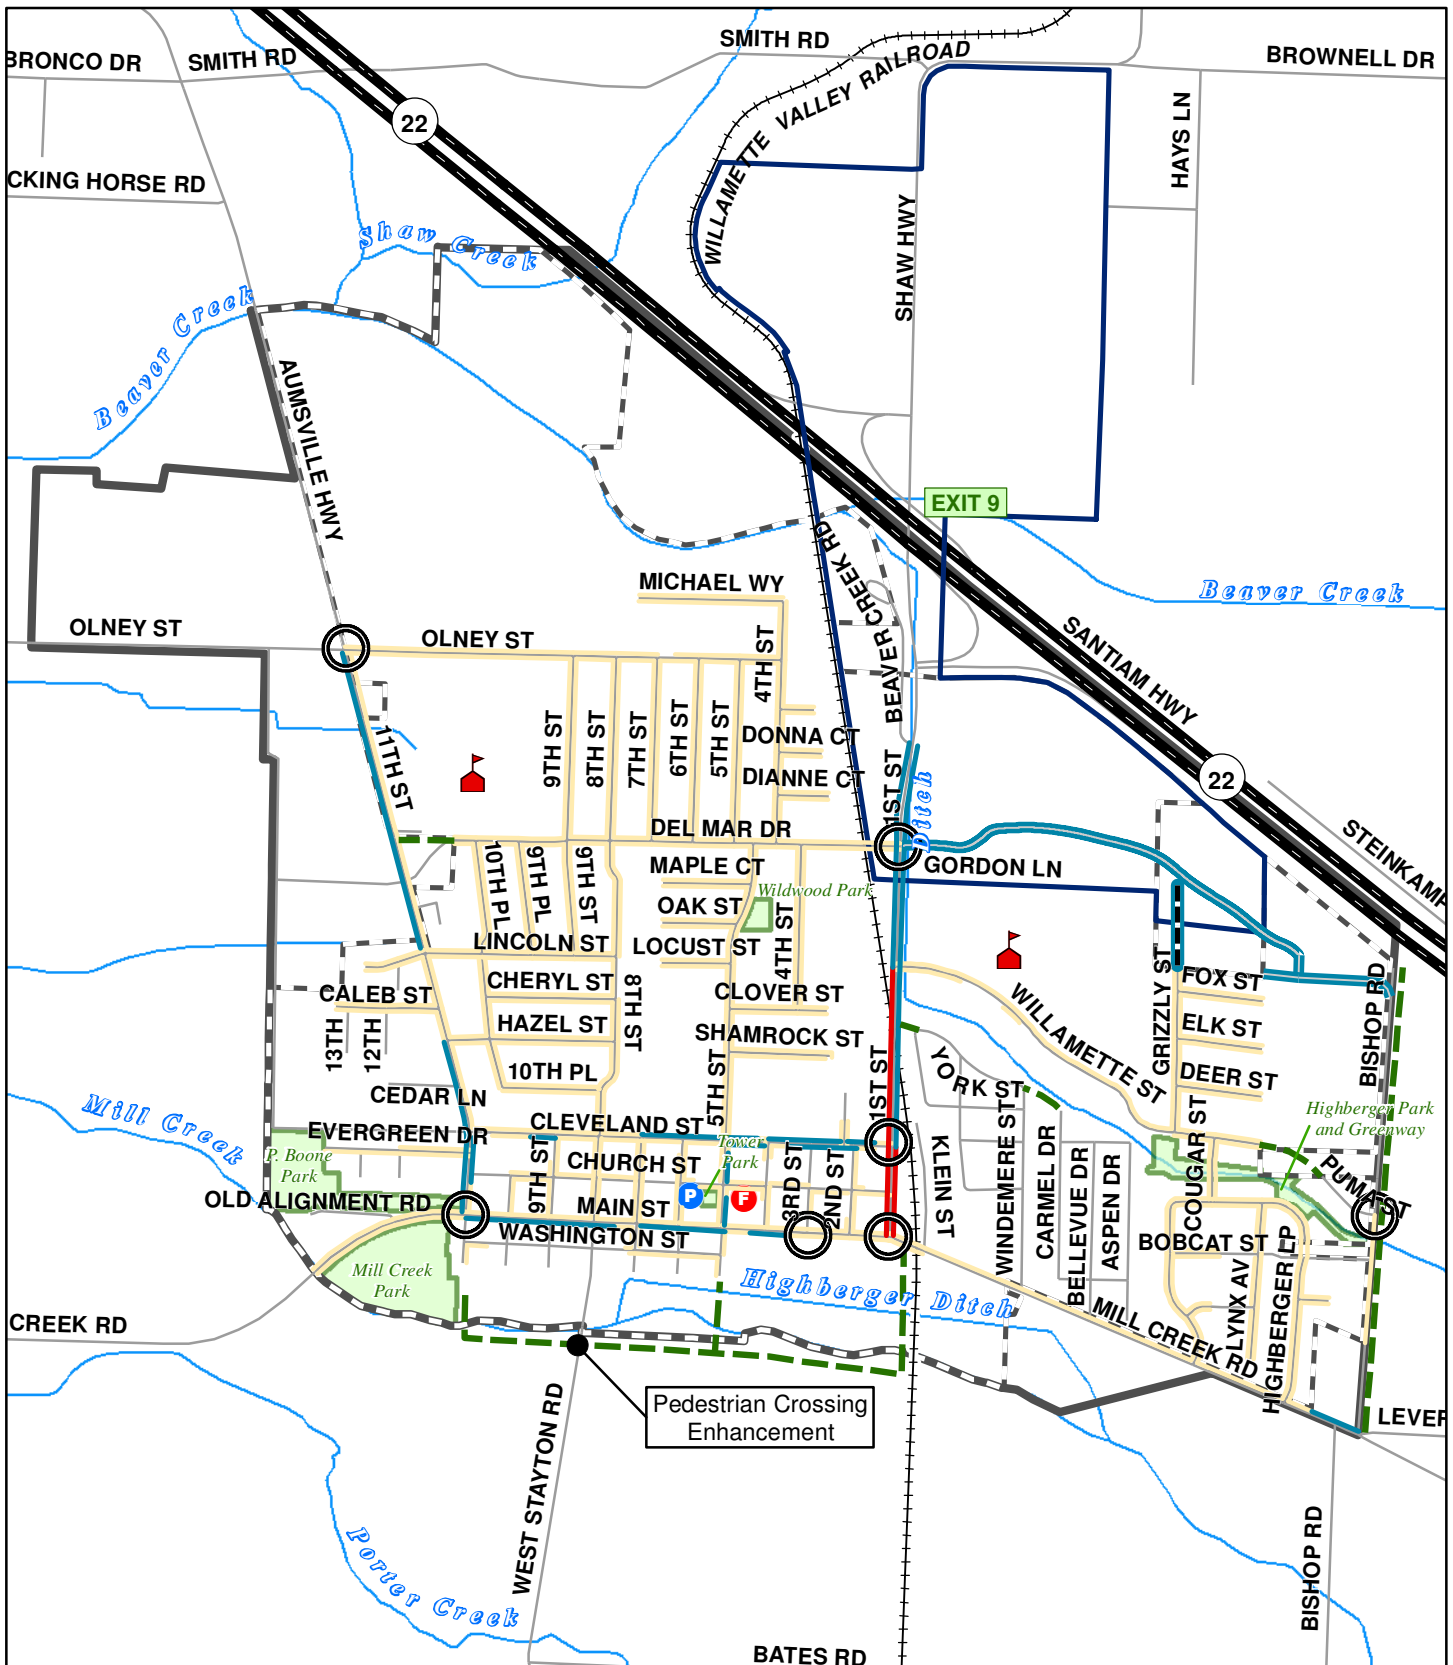 SMITH RD
BRONCO DR
SMITH RD
BROWNELL DR
WILLAMETTE VALLEY RAILROAD
22
HAYS LN
CKING HORSE RD
SHAW HWY
Shaw Creek
Beaver Creek
AUMSVILLE HWY
EXIT 9
BEAVER CREEK RD
MICHAEL WY
Beaver Creek
OLNEY ST
OLNEY ST
SANTIAM HWY
4TH ST
9TH ST
8TH ST
7TH ST
6TH ST
5TH ST
DONNA CT
11TH ST
DIANNE CT
1ST ST
Ditch
22
DEL MAR DR
STEINKAMP
MAPLE CT
GORDON LN
10TH PL
9TH PL
9TH ST
Wildwood Park
OAK ST
4TH ST
LINCOLN ST
LOCUST ST
CHERYL ST
8TH ST
CLOVER ST
CALEB ST
FOX ST
GRIZZLY ST
BISHOP RD
WILLAMETTE ST
HAZEL ST
13TH
12TH
SHAMROCK ST
ELK ST
10TH PL
5TH ST
1ST ST
YORK ST
DEER ST
CEDAR LN
Mill Creek
CLEVELAND ST
Highberger Park
and Greenway
EVERGREEN DR
Tower
Park
P. Boone
Park
CHURCH ST
9TH ST
3RD ST
2ND ST
KLEIN ST
WINDEMERE ST
CARMEL DR
BELLEVUE DR
ASPEN DR
COUGAR ST
PUMA ST
OLD ALIGNMENT RD
MAIN ST
P
F
WASHINGTON ST
BOBCAT ST
Mill Creek
Park
Highberger Ditch
LYNX AV
HIGHBERGER LP
CREEK RD
MILL CREEK RD
Pedestrian Crossing
Enhancement
LEVER
WEST STAYTON RD
Porter Creek
BISHOP RD
BATES RD